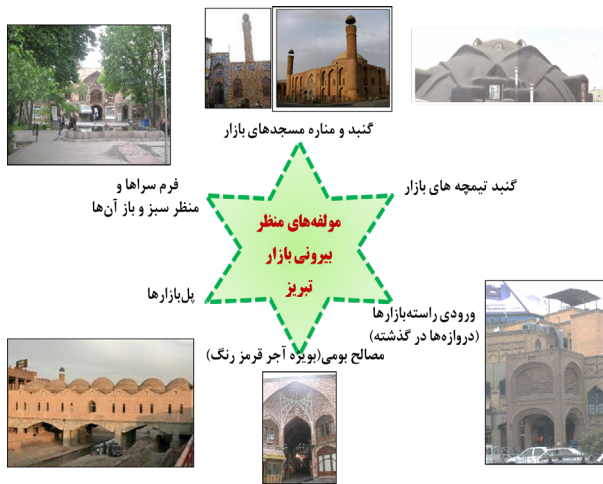 گنبد و مناره مسجدهای بازار
گنبد تیمچه های بازار
فرم سراها و
منظر سبز و باز آن‌ها
مولفه‌های منظر
بیرونی بازار
تبریز
پل‌بازارها
ورودی راسته‌بازارها
(دروازه‌ها در گذشته)
مصالح بومی(بویژه آجر قرمز رنگ)